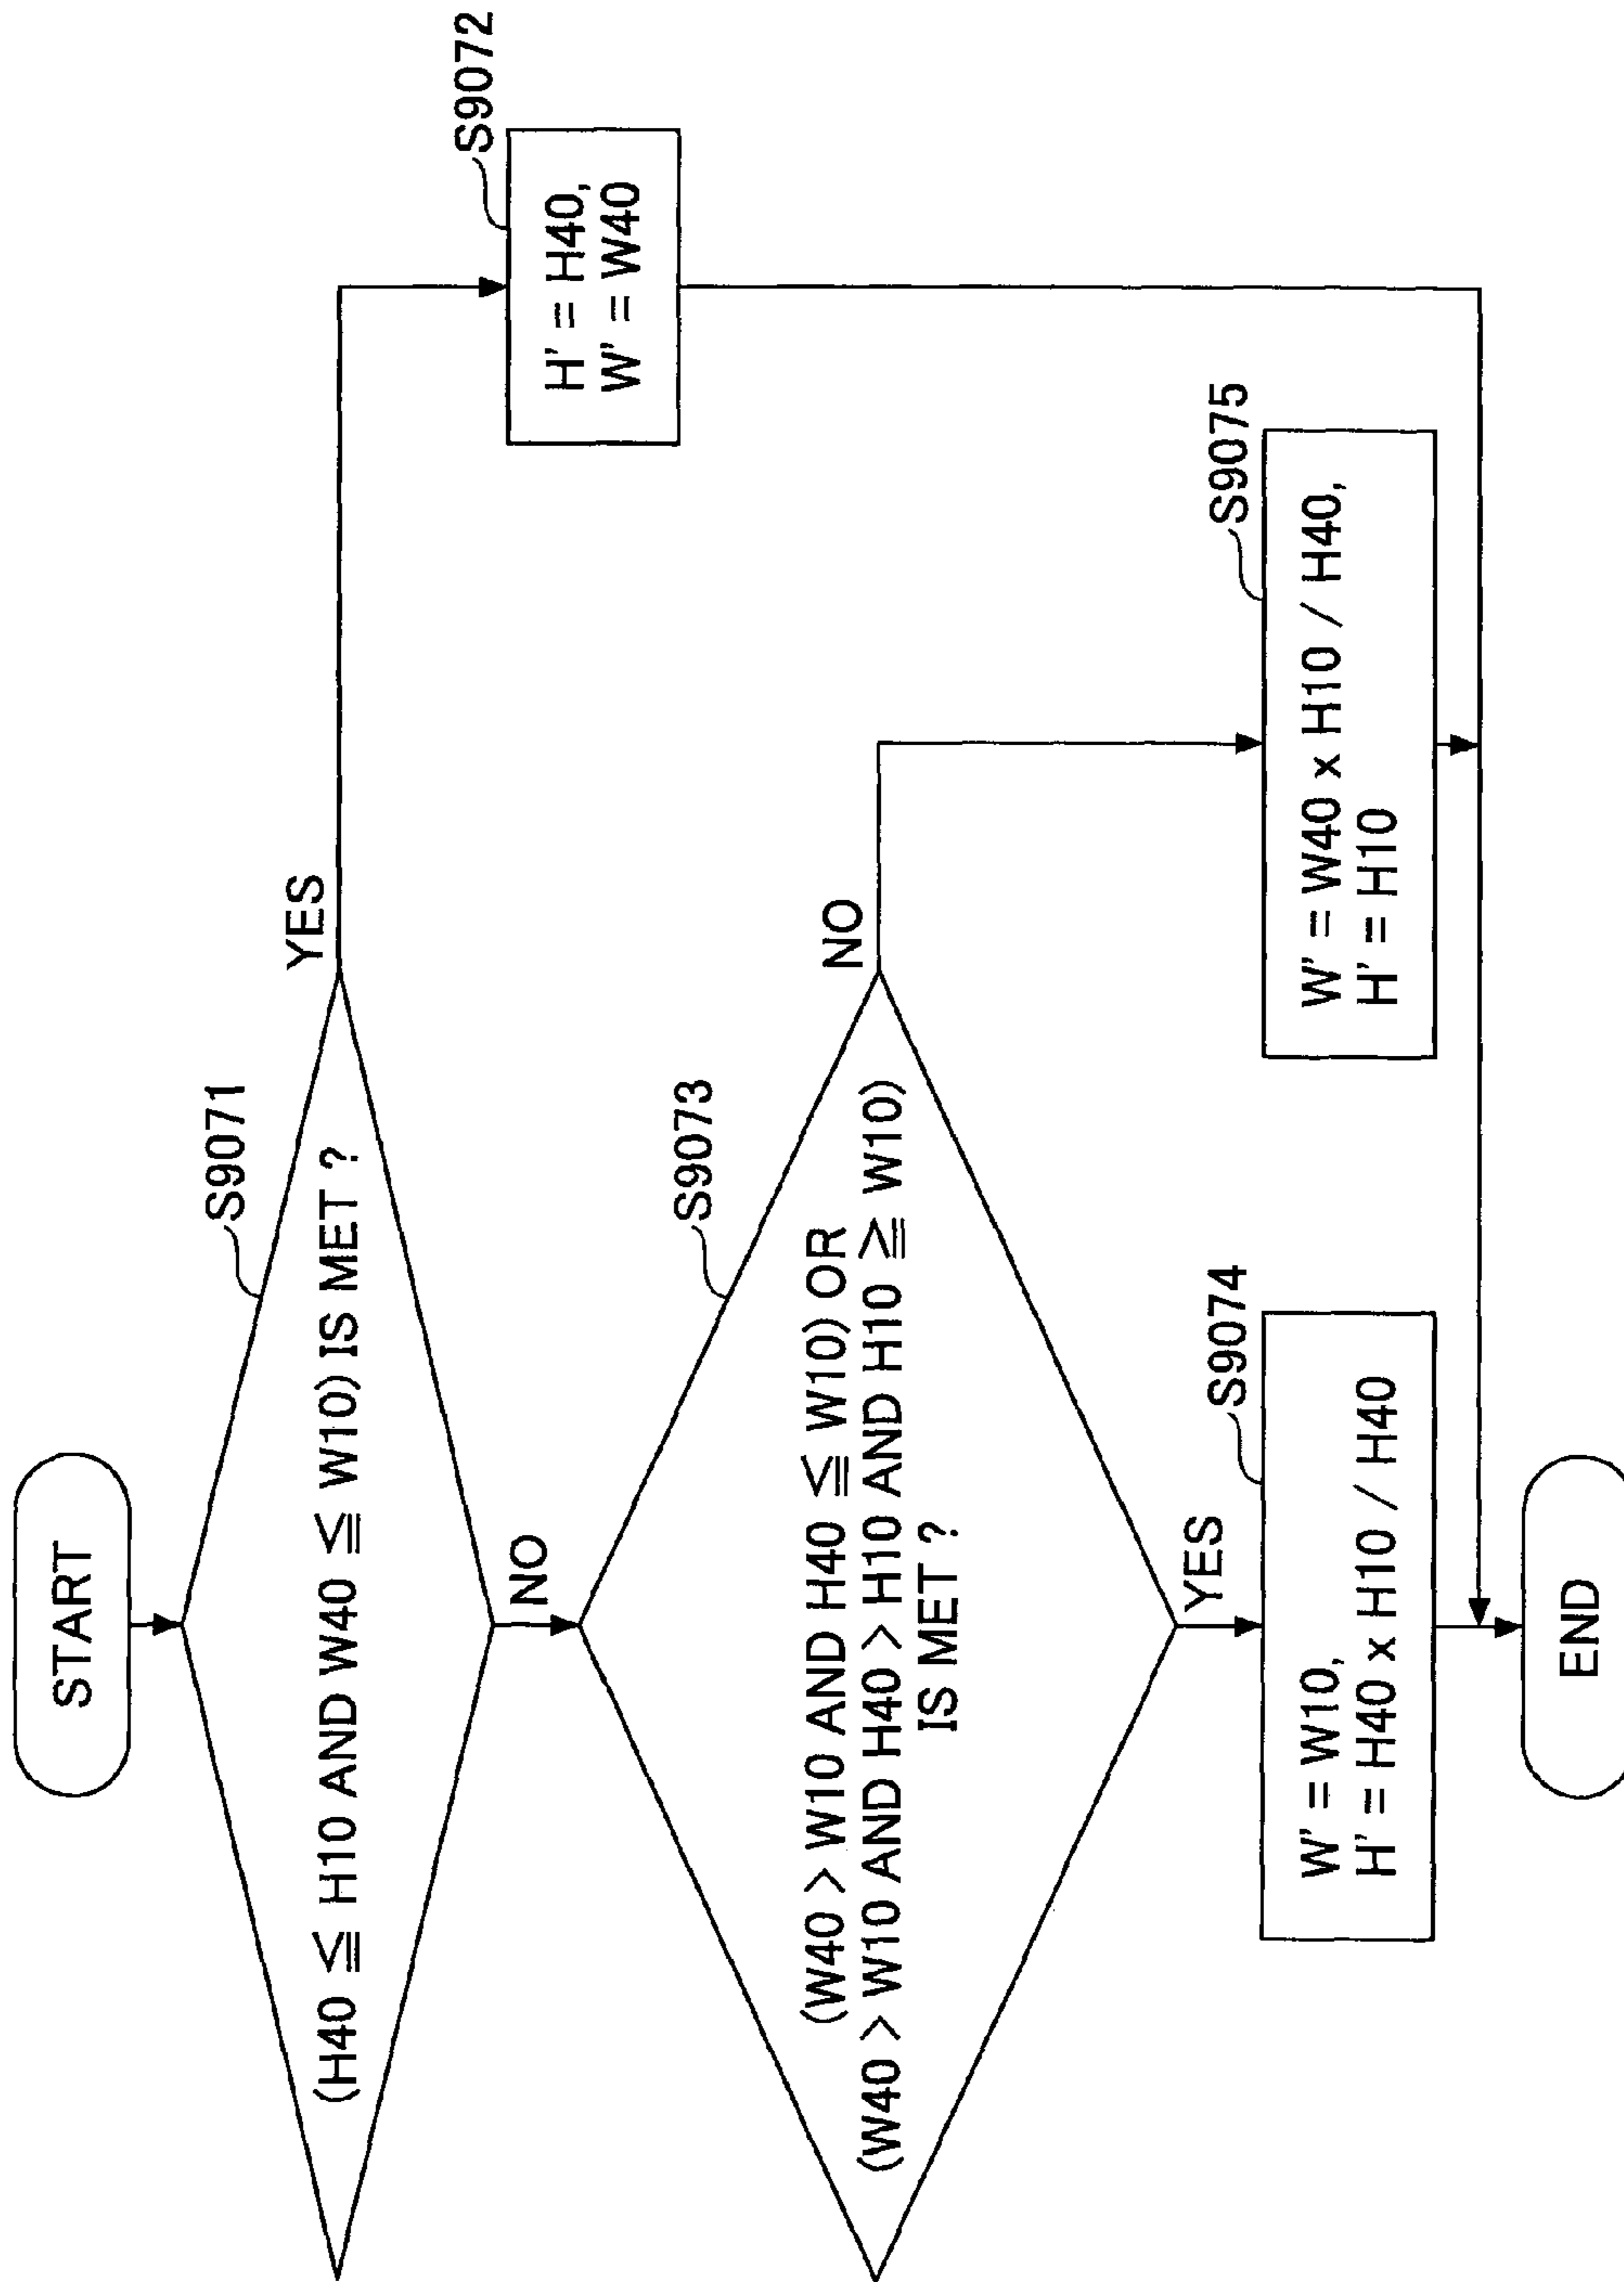 START
S9071
(H40 ≦ H10 AND W40 ≦ W10) IS MET ?
YES
S9072
H' = H40,
W' = W40
NO
S9073
(W40 > W10 AND H40 ≦ W10) OR
(W40 > W10 AND H40 > H10 AND H10 ≧ W10)
IS MET ?
NO
YES
S9074
W' = W10,
H' = H40 x H10 / H40
S9075
W' = W40 x H10 / H40,
H' = H10
END